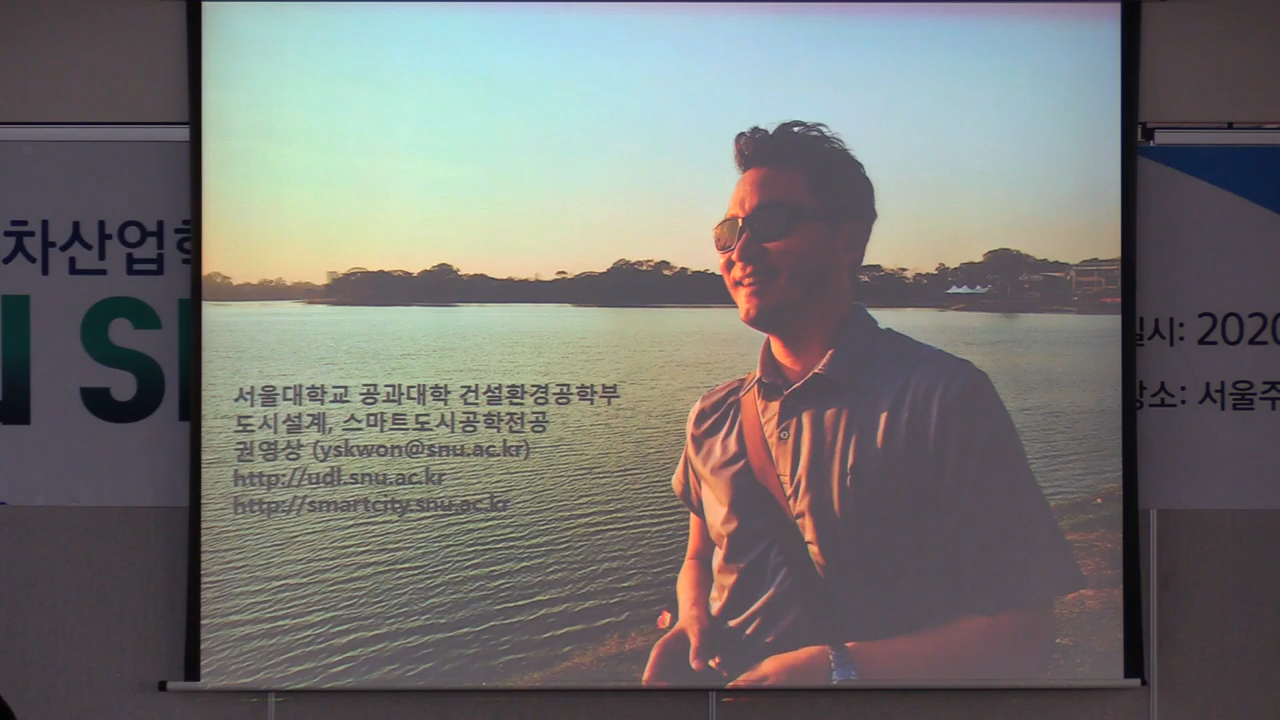 서울대학교 공과대학 건설환경공학부
도시설계, 스마트도시공학전공
권영상 (yskwon@snu.ac.kr)
http://udl.snu.ac.kr
http://smartcity.snu.ac.kr
차산업
S
일시: 2020
장소: 서울주